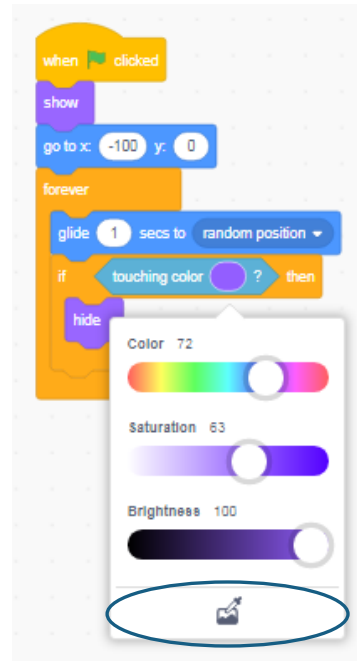 when clicked
show
go to x: -100 y: 0
forever
glide 1 secs to random position
if touching color ? then
hide
Color 72
Saturation 63
Brightness 100